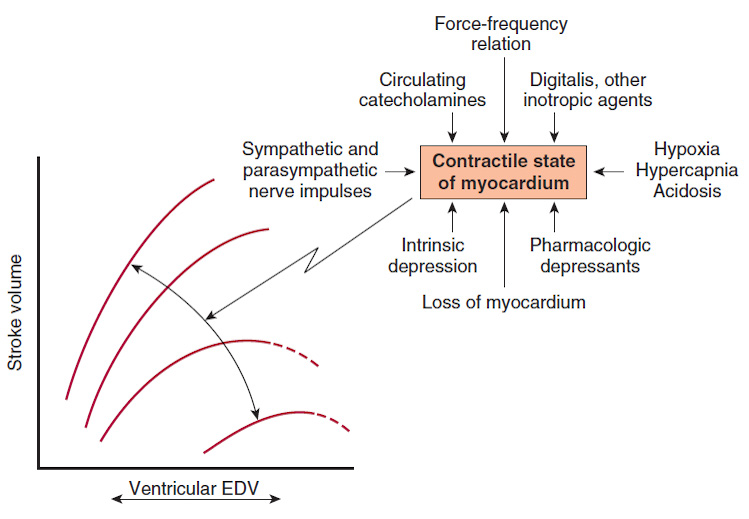 Force-frequency
relation
Circulating
catecholamines
Digitalis, other
inotropic agents
Sympathetic and
parasympathetic
nerve impulses
Contractile state
of myocardium
Hypoxia
Hypercapnia
Acidosis
Intrinsic
depression
Pharmacologic
depressants
Loss of myocardium
Stroke volume
Ventricular EDV